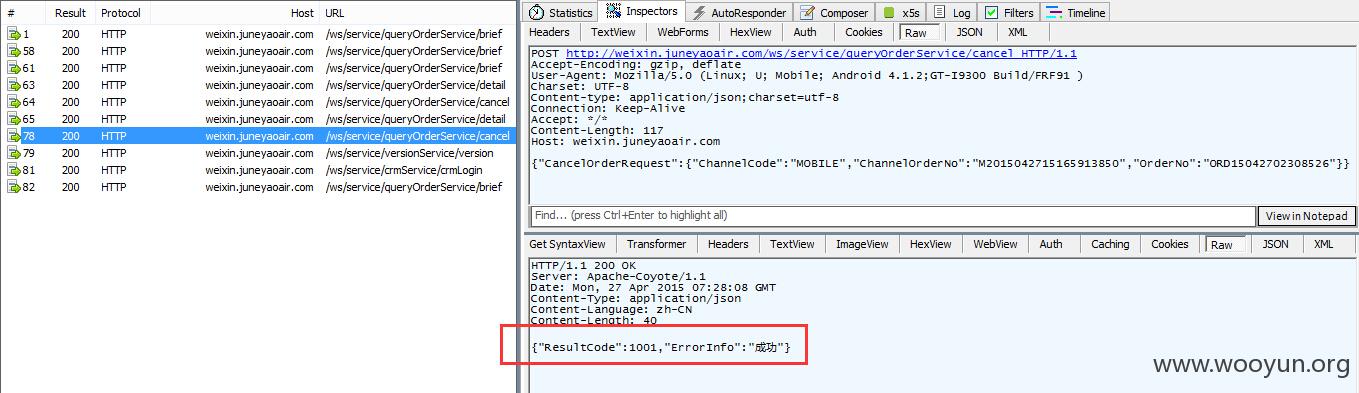 # Result Protocol Host URL
1 200 HTTP weixin.juneyaoair.com /ws/service/queryOrderService/brief
58 200 HTTP weixin.juneyaoair.com /ws/service/queryOrderService/brief
61 200 HTTP weixin.juneyaoair.com /ws/service/queryOrderService/brief
63 200 HTTP weixin.juneyaoair.com /ws/service/queryOrderService/detail
64 200 HTTP weixin.juneyaoair.com /ws/service/queryOrderService/cancel
65 200 HTTP weixin.juneyaoair.com /ws/service/queryOrderService/detail
78 200 HTTP weixin.juneyaoair.com /ws/service/queryOrderService/cancel
79 200 HTTP weixin.juneyaoair.com /ws/service/versionService/version
81 200 HTTP weixin.juneyaoair.com /ws/service/crmService/crmLogin
82 200 HTTP weixin.juneyaoair.com /ws/service/queryOrderService/brief
Statistics Inspectors AutoResponder Composer x5s Log Filters Timeline
Headers TextView WebForms HexView Auth Cookies Raw JSON XML
POST http://weixin.juneyaoair.com/ws/service/queryOrderService/cancel HTTP/1.1
Accept-Encoding: gzip, deflate
User-Agent: Mozilla/5.0 (Linux; U; Mobile; Android 4.1.2;GT-I9300 Build/FRF91 )
Charset: UTF-8
Content-type: application/json;charset=utf-8
Connection: Keep-Alive
Accept: */*
Content-Length: 117
Host: weixin.juneyaoair.com
{"CancelOrderRequest":{"ChannelCode":"MOBILE","ChannelOrderNo":"M2015042715165913850","OrderNo":"ORD15042702308526"}}
Find... (press Ctrl+Enter to highlight all) View in Notepad
Get SyntaxView Transformer Headers TextView ImageView HexView WebView Auth Caching Cookies Raw JSON XML
HTTP/1.1 200 OK
Server: Apache-Coyote/1.1
Date: Mon, 27 Apr 2015 07:28:08 GMT
Content-Type: application/json
Content-Language: zh-CN
Content-Length: 40
{"ResultCode":1001,"ErrorInfo":"成功"}
www.wooyun.org